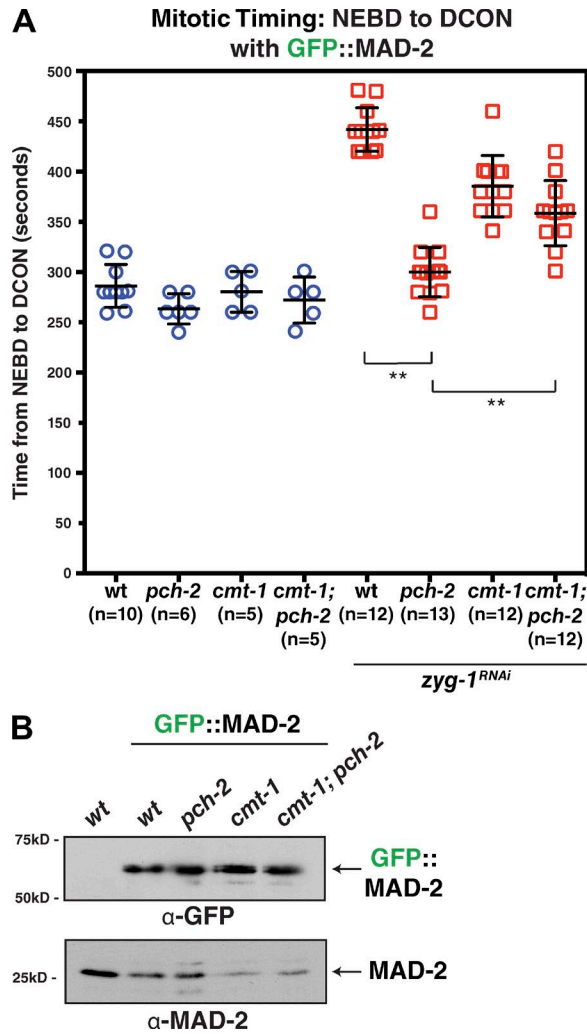 A
Mitotic Timing: NEBD to DCON
with GFP::MAD-2
Time from NEBD to DCON (seconds)
500
450
400
350
300
250
200
150
100
50
0
**
**
wt
(n=10)
pch-2
(n=6)
cmt-1
(n=5)
cmt-1;
pch-2
(n=5)
wt
(n=12)
pch-2
(n=13)
cmt-1
(n=12)
cmt-1;
pch-2
(n=12)
zyg-1RNAi
B
GFP::MAD-2
wt
wt
pch-2
cmt-1
cmt-1; pch-2
75kD -
50kD -
GFP::
MAD-2
α-GFP
25kD -
MAD-2
α-MAD-2